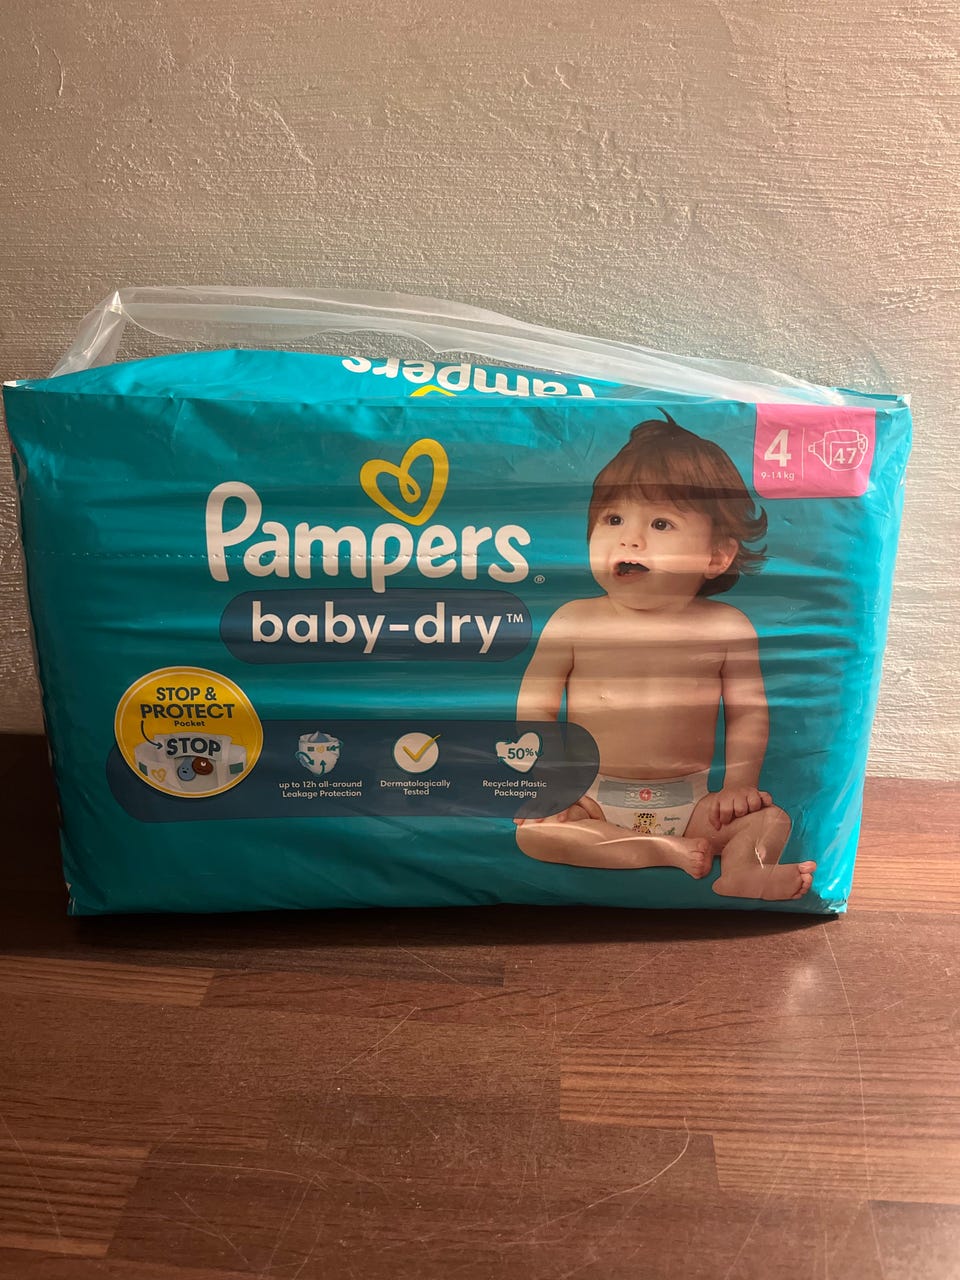 Pampers
4
9-14 kg
47
Pampers®
baby-dry™
STOP &
PROTECT
Pocket
STOP
up to 12h all-around
Leakage Protection
Dermatologically
Tested
50%
Recycled Plastic
Packaging
Pampers